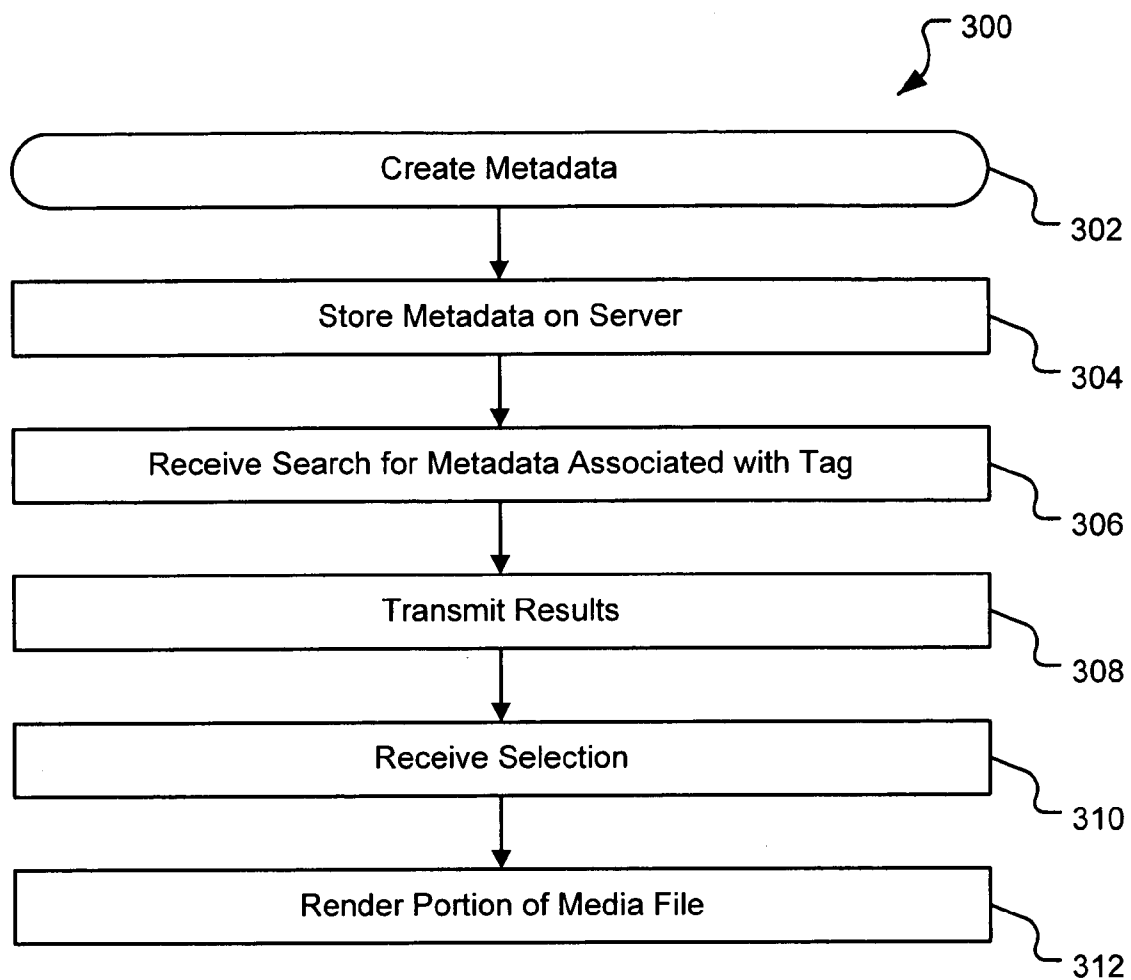 300
Create Metadata
302
Store Metadata on Server
304
Receive Search for Metadata Associated with Tag
306
Transmit Results
308
Receive Selection
310
Render Portion of Media File
312